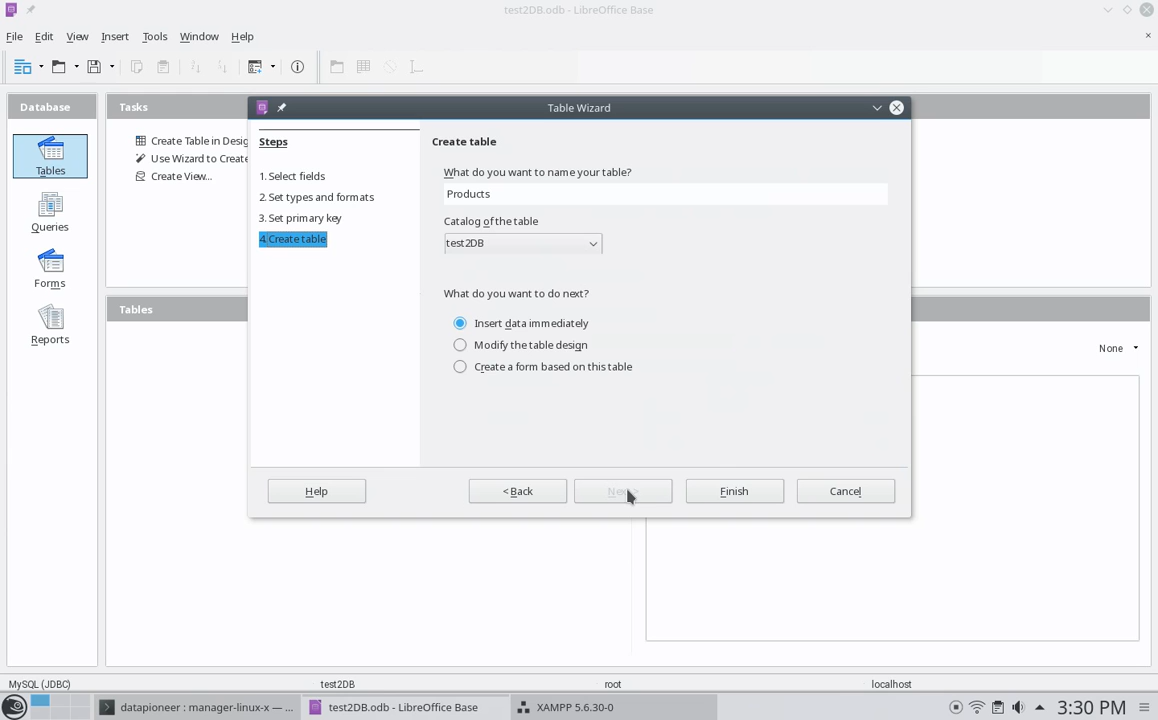 test2DB.odb - LibreOffice Base
File Edit View Insert Tools Window Help
Database
Tasks
Table Wizard
Tables
Queries
Forms
Reports
Create Table in Desig
Use Wizard to Create
Create View...
Tables
None
Steps
1. Select fields
2. Set types and formats
3. Set primary key
4. Create table
Create table
What do you want to name your table?
Products
Catalog of the table
test2DB
What do you want to do next?
Insert data immediately
Modify the table design
Create a form based on this table
Help
< Back
Next >
Finish
Cancel
MySQL (JDBC) test2DB root localhost
datapioneer : manager-linux-x — ...
test2DB.odb - LibreOffice Base
XAMPP 5.6.30-0
3:30 PM